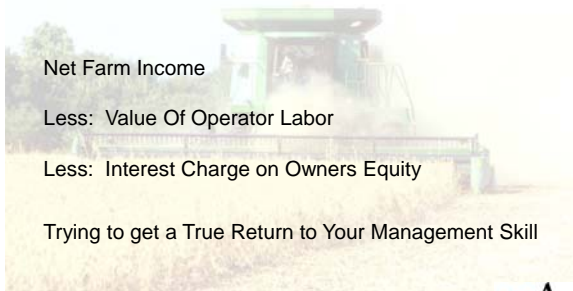 Net Farm Income
Less: Value Of Operator Labor
Less: Interest Charge on Owners Equity
Trying to get a True Return to Your Management Skill